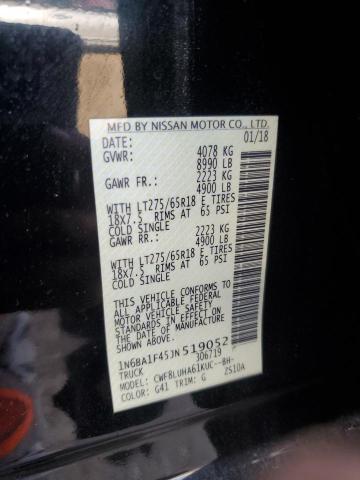 MFD BY NISSAN MOTOR CO., LTD.
DATE: 01/18
GVWR: 4078 KG
8990 LB
GAWR FR.: 2223 KG
4900 LB
WITH LT275/65R18 E TIRES
18X7.5 RIMS AT 65 PSI
COLD SINGLE
GAWR RR.: 2223 KG
4900 LB
WITH LT275/65R18 E TIRES
18X7.5 RIMS AT 65 PSI
COLD SINGLE
THIS VEHICLE CONFORMS TO
ALL APPLICABLE FEDERAL
MOTOR VEHICLE SAFETY
STANDARDS IN EFFECT ON
THE DATE OF MANUFACTURE
SHOWN ABOVE.
1N6BA1F45JN519052
TRUCK 306719
MODEL: CWF8LUHA61KUC--BH-
COLOR: G41 TRIM: G 2S10A